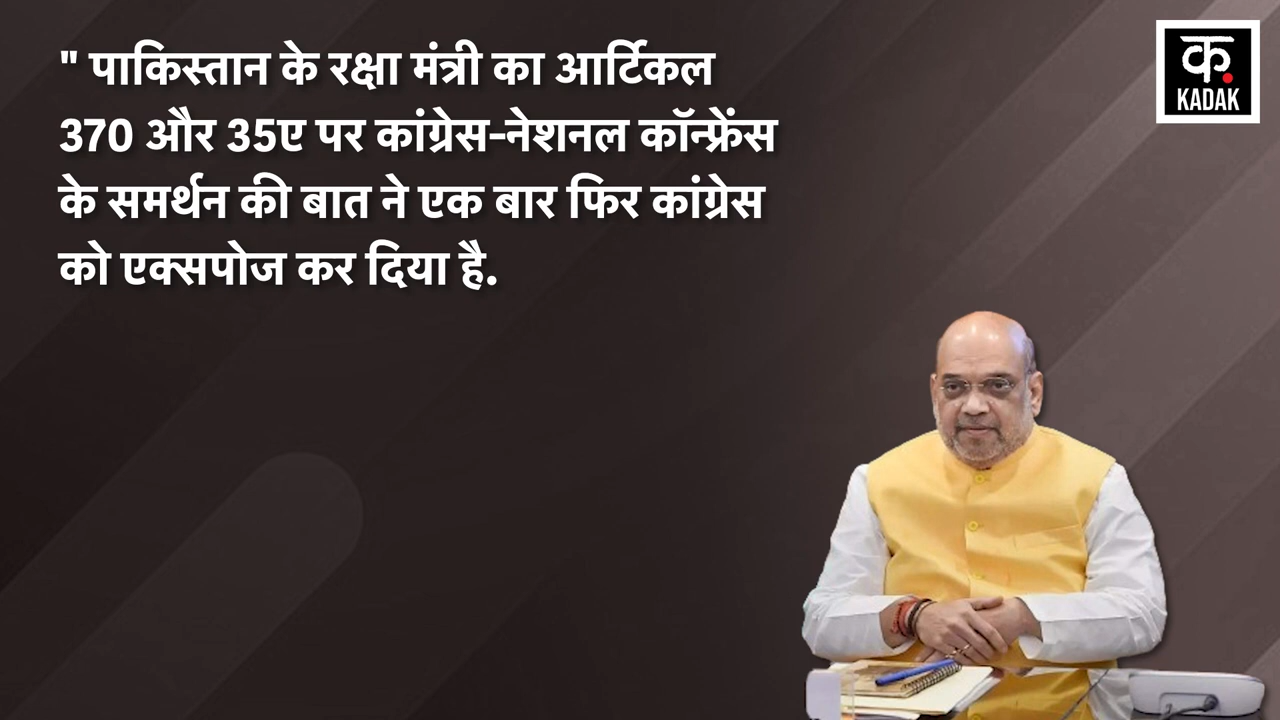 " पाकिस्तान के रक्षा मंत्री का आर्टिकल
370 और 35ए पर कांग्रेस-नेशनल कॉन्फ्रेंस
के समर्थन की बात ने एक बार फिर कांग्रेस
को एक्सपोज कर दिया है.
क.
KADAK